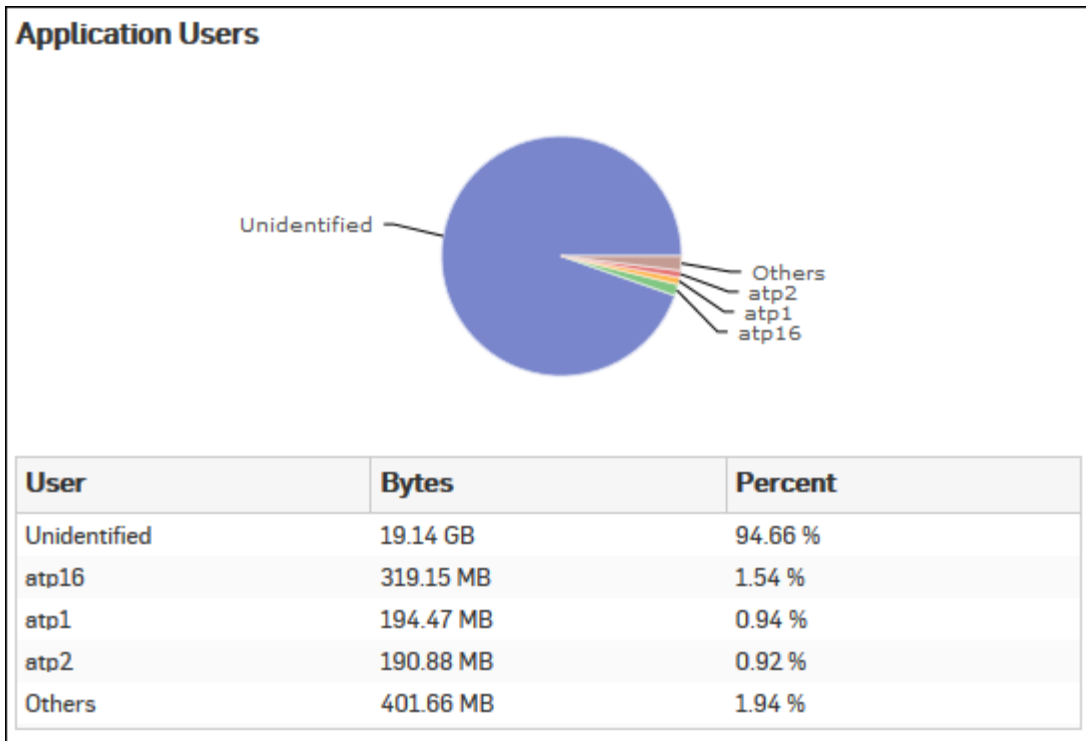 Application Users
Unidentified
Others
atp2
atp1
atp16
User Bytes Percent
Unidentified 19.14 GB 94.66 %
atp16 319.15 MB 1.54 %
atp1 194.47 MB 0.94 %
atp2 190.88 MB 0.92 %
Others 401.66 MB 1.94 %